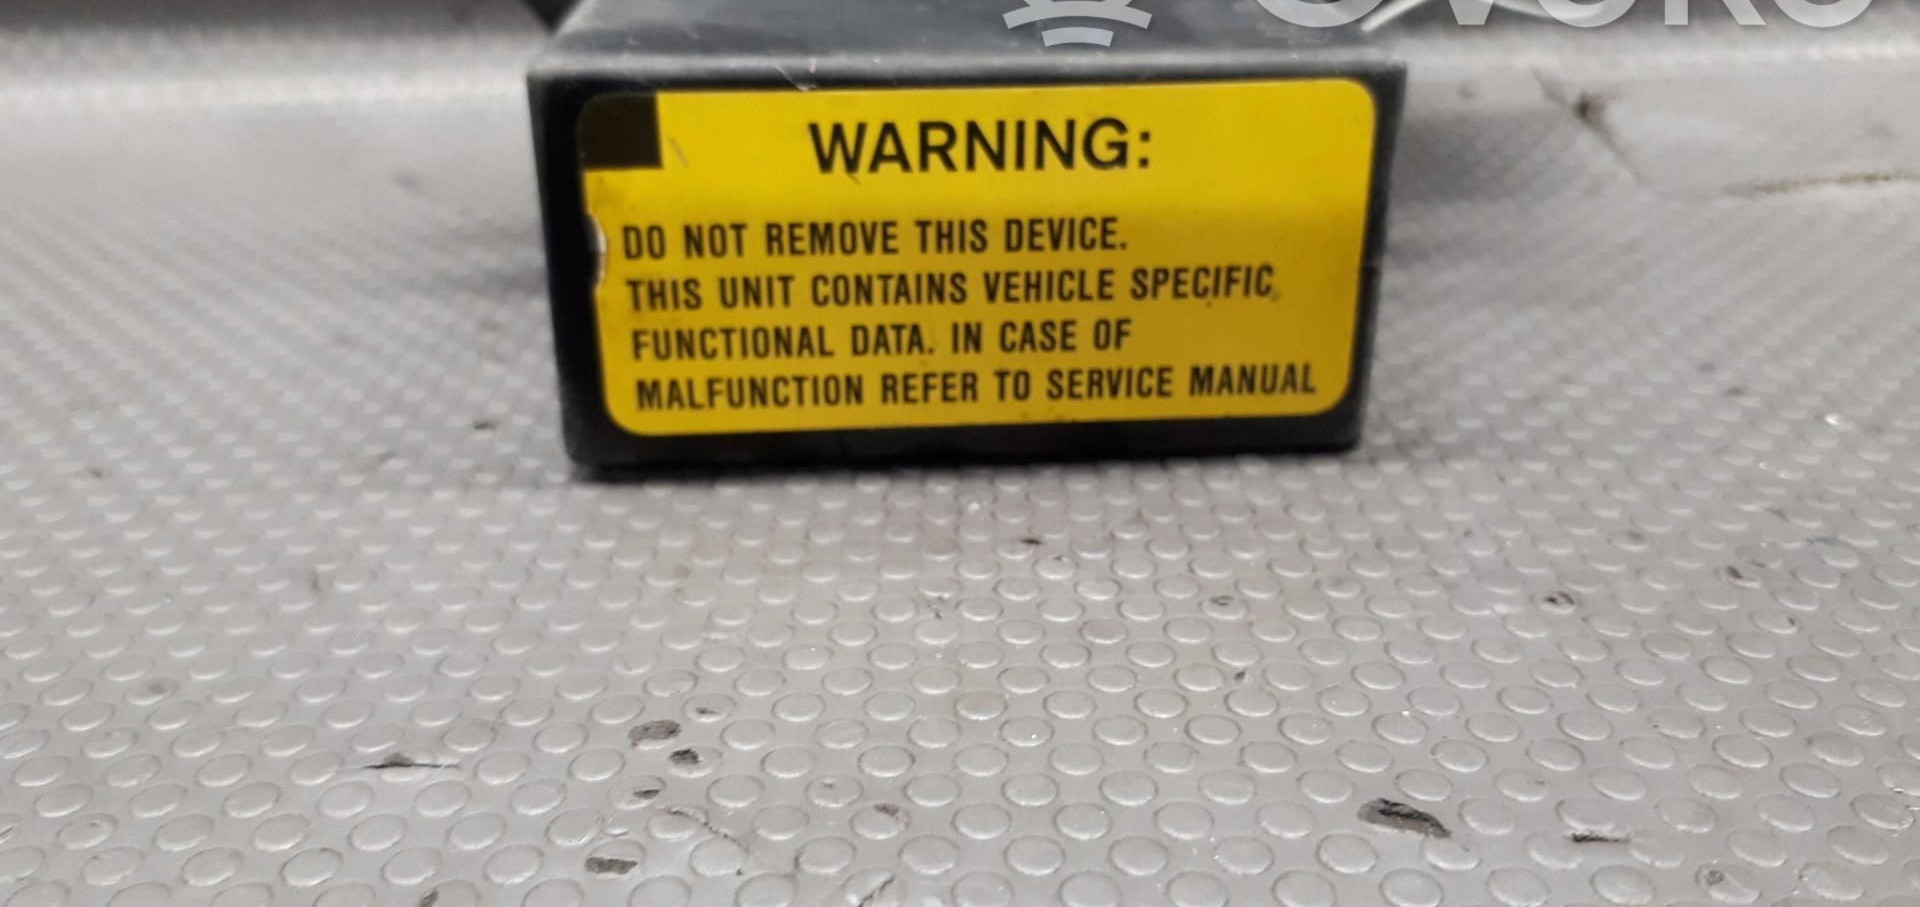 WARNING:
DO NOT REMOVE THIS DEVICE.
THIS UNIT CONTAINS VEHICLE SPECIFIC
FUNCTIONAL DATA. IN CASE OF
MALFUNCTION REFER TO SERVICE MANUAL